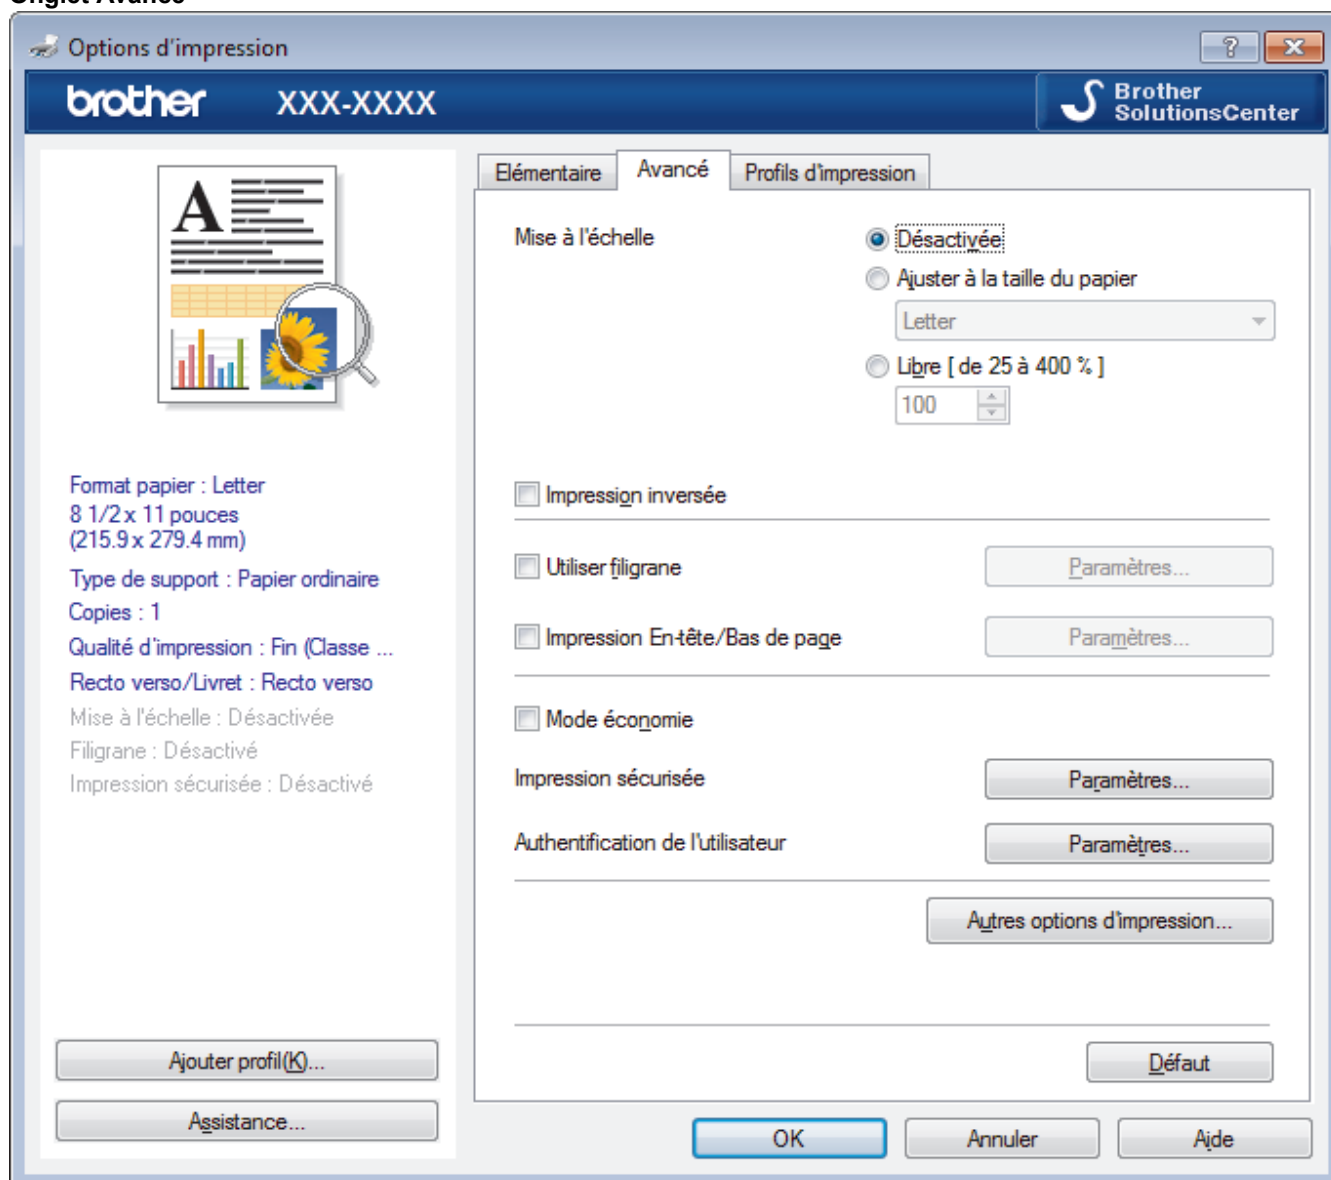 Onglet Avancé
Options d'impression
brother XXX-XXXX
Brother
SolutionsCenter
Elémentaire Avancé Profils d'impression
A
Mise à l'échelle
Désactivée
Ajuster à la taille du papier
Letter
Libre [ de 25 à 400 % ]
100
Format papier : Letter
8 1/2 x 11 pouces
(215.9 x 279.4 mm)
Type de support : Papier ordinaire
Copies : 1
Qualité d'impression : Fin (Classe ...
Recto verso/Livret : Recto verso
Mise à l'échelle : Désactivée
Filigrane : Désactivé
Impression sécurisée : Désactivé
Ajouter profil(K)...
Assistance...
Impression inversée
Utiliser filigrane Paramètres...
Impression En-tête/Bas de page Paramètres...
Mode économie
Impression sécurisée Paramètres...
Authentification de l'utilisateur Paramètres...
Autres options d'impression...
Défaut
OK Annuler Aide